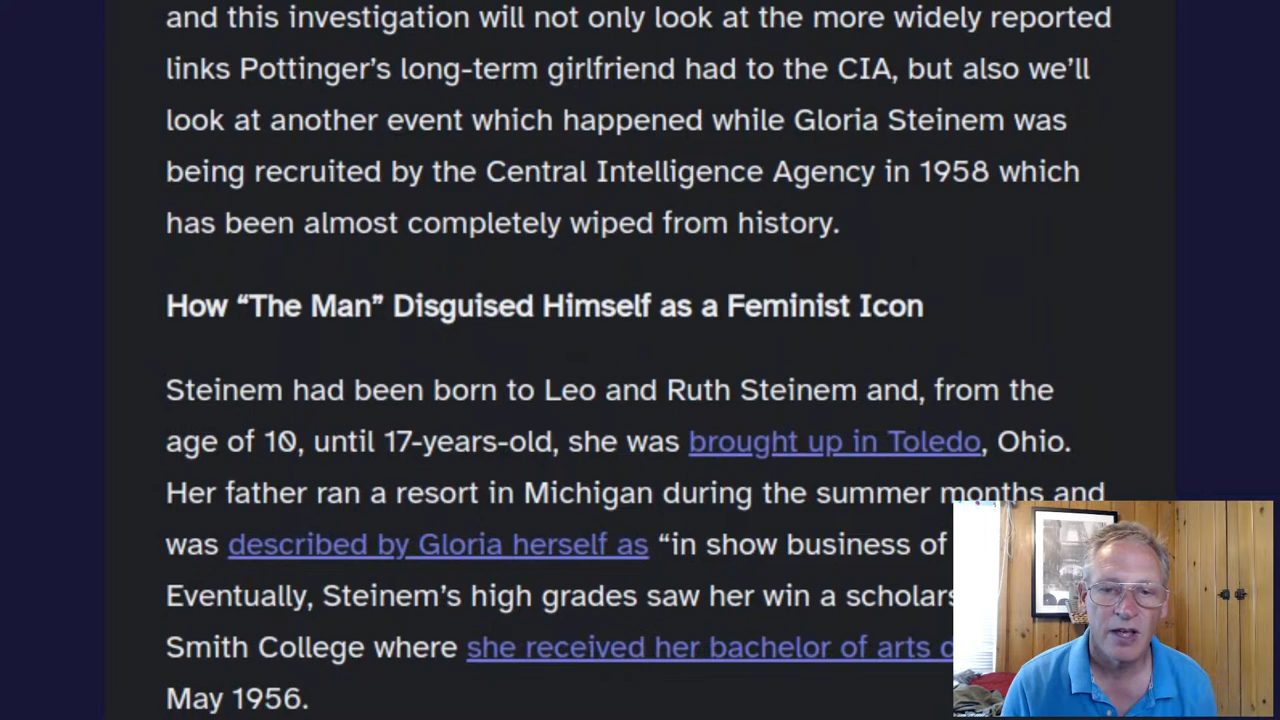 and this investigation will not only look at the more widely reported
links Pottinger’s long-term girlfriend had to the CIA, but also we’ll
look at another event which happened while Gloria Steinem was
being recruited by the Central Intelligence Agency in 1958 which
has been almost completely wiped from history.
How “The Man” Disguised Himself as a Feminist Icon
Steinem had been born to Leo and Ruth Steinem and, from the
age of 10, until 17-years-old, she was brought up in Toledo, Ohio.
Her father ran a resort in Michigan during the summer months and
was described by Gloria herself as “in show business of
Eventually, Steinem’s high grades saw her win a
Smith College where she received her bachelor of arts
May 1956.